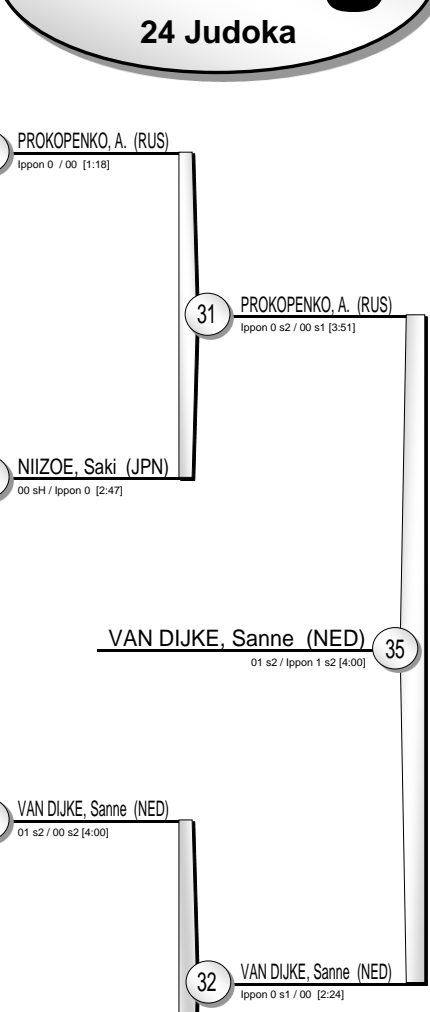 24 Judoka
PROKOPENKO, A. (RUS)
Ippon 0 / 00 [1:18]
31
PROKOPENKO, A. (RUS)
Ippon 0 s2 / 00 s1 [3:51]
NIIZOE, Saki (JPN)
00 sH / Ippon 0 [2:47]
VAN DIJKE, Sanne (NED)
35
01 s2 / Ippon 1 s2 [4:00]
VAN DIJKE, Sanne (NED)
01 s2 / 00 s2 [4:00]
32
VAN DIJKE, Sanne (NED)
Ippon 0 s1 / 00 [2:24]